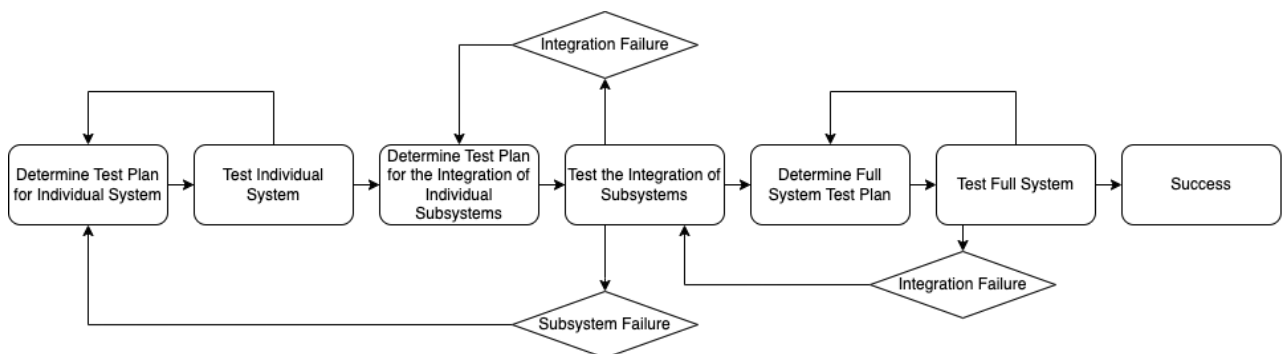 Integration Failure
Determine Test Plan
for Individual System
Test Individual
System
Determine Test Plan
for the Integration of
Individual
Subsystems
Test the Integration of
Subsystems
Determine Full
System Test Plan
Test Full System
Success
Integration Failure
Subsystem Failure